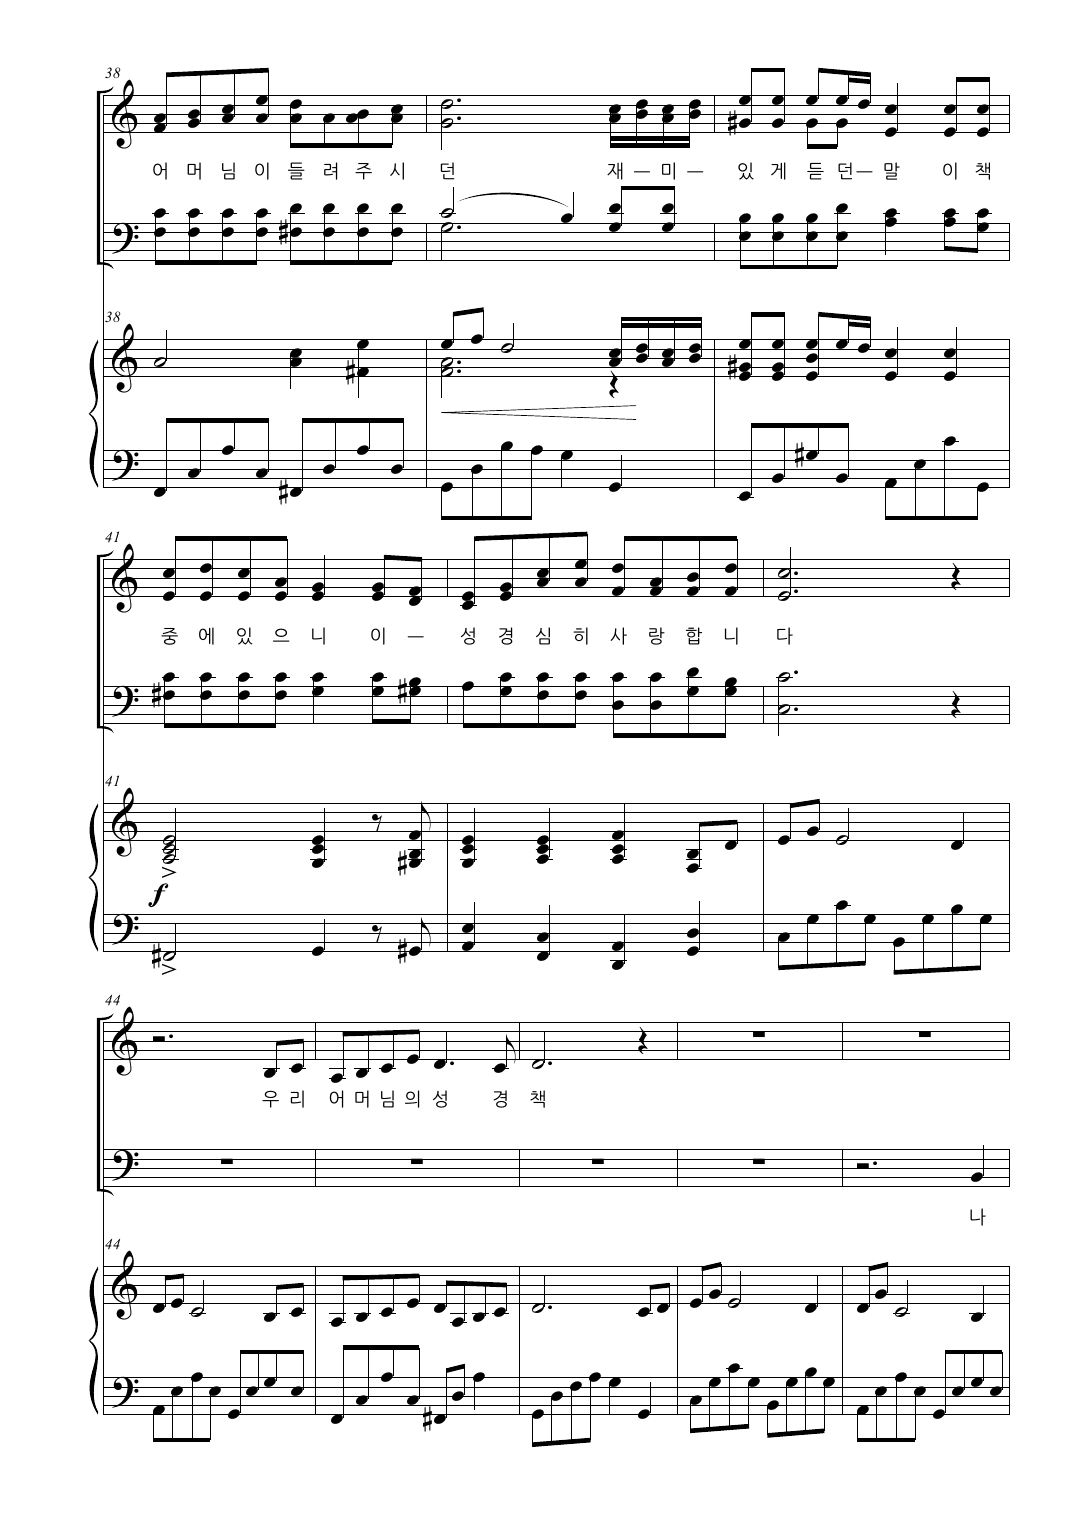 38
어 머 님 이 들 려 주 시 던 재 — 미 — 있 게 듣 던— 말 이 책
38
41
중 에 있 으 니 이 — 성 경 심 히 사 랑 합 니 다
41
f
44
우 리 어 머 님 의 성 경 책
나
44